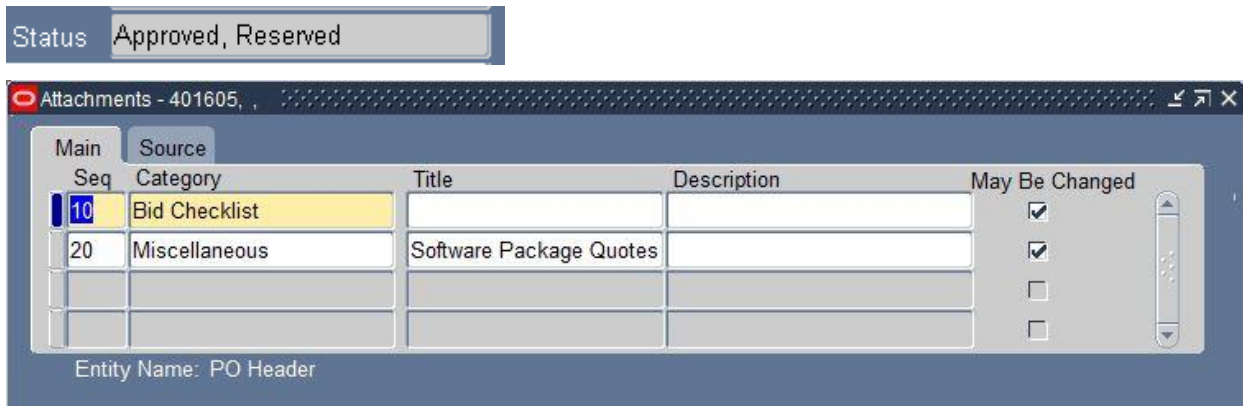 Status Approved, Reserved
Attachments - 401605, ,
Main Source
Seq Category Title Description May Be Changed
10 Bid Checklist
20 Miscellaneous Software Package Quotes
Entity Name: PO Header